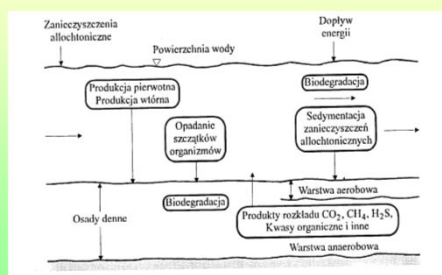 Zanieczyszczenia
allochtoniczne
Dopływ
energii
Powierzchnia wody
Produkcja pierwotna
Produkcja wtórna
Biodegradacja
Opadanie
szczątków
organizmów
Sedymentacja
zanieczyszczeń
allochtonicznych
Warstwa aerobowa
Osady denne
Biodegradacja
Produkty rozkładu CO₂, CH₄, H₂S,
Kwasy organiczne i inne
Warstwa anaerobowa